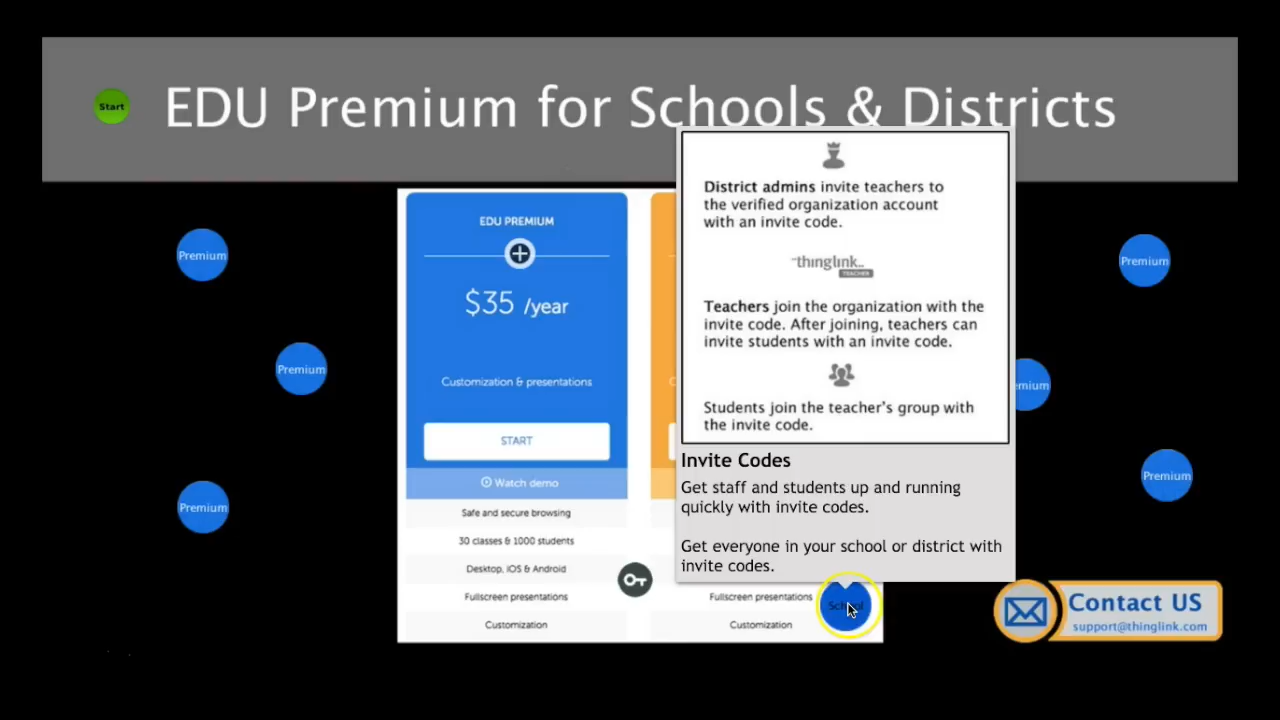 Start
EDU Premium for Schools & Districts
Premium
Premium
Premium
EDU PREMIUM
$35 /year
Customization & presentations
START
Watch demo
Safe and secure browsing
30 classes & 1000 students
Desktop, iOS & Android
Fullscreen presentations
Customization
District admins invite teachers to
the verified organization account
with an invite code.
thinglink..
TEACHER
Teachers join the organization with the
invite code. After joining, teachers can
invite students with an invite code.
Students join the teacher's group with
the invite code.
Invite Codes
Get staff and students up and running
quickly with invite codes.
Get everyone in your school or district with
invite codes.
Fullscreen presentations
Customization
School
Premium
emium
Premium
Contact US
support@thinglink.com